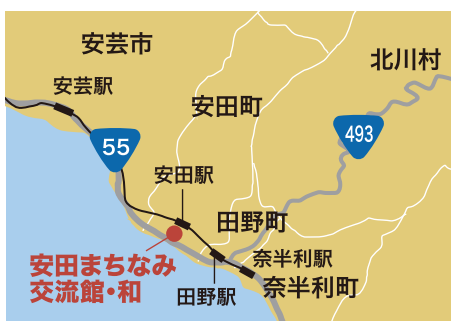 安芸市
北川村
安芸駅
安田町
493
55
安田駅
田野町
奈半利駅
安田まちなみ
交流館・和
田野駅
奈半利町